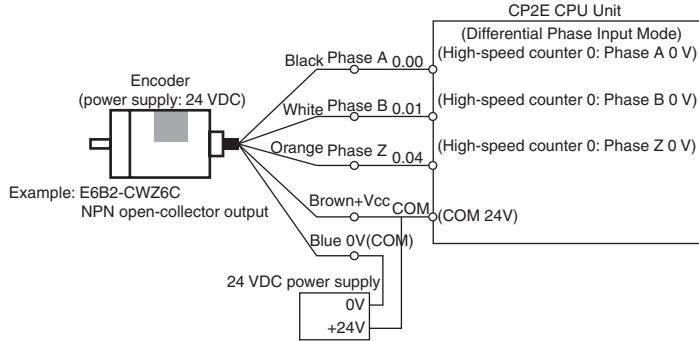 CP2E CPU Unit
(Differential Phase Input Mode)
Black Phase A 0.00 (High-speed counter 0: Phase A 0 V)
Encoder
(power supply: 24 VDC)
White Phase B 0.01 (High-speed counter 0: Phase B 0 V)
Orange Phase Z 0.04 (High-speed counter 0: Phase Z 0 V)
Example: E6B2-CWZ6C
NPN open-collector output
Brown+Vcc COM (COM 24V)
Blue 0V(COM)
24 VDC power supply
0V
+24V